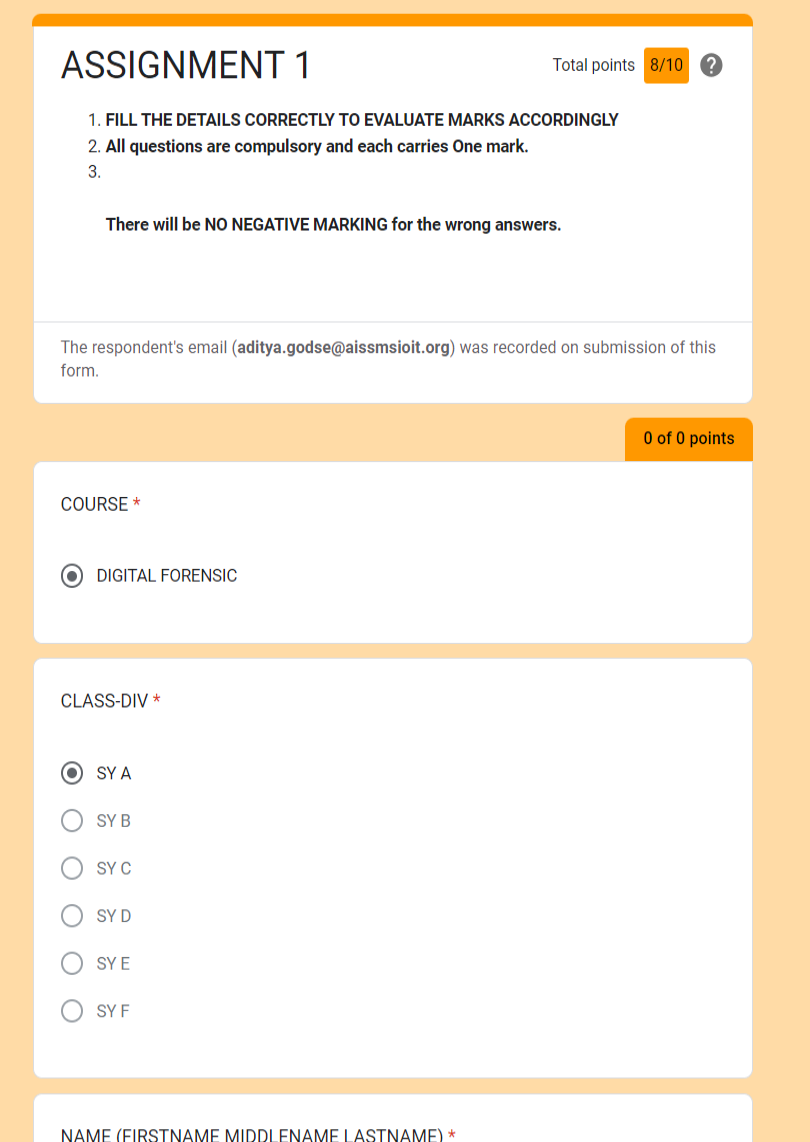 ASSIGNMENT 1
Total points 8/10 ?
1. FILL THE DETAILS CORRECTLY TO EVALUATE MARKS ACCORDINGLY
2. All questions are compulsory and each carries One mark.
3.
There will be NO NEGATIVE MARKING for the wrong answers.
The respondent's email (aditya.godse@aissmsioit.org) was recorded on submission of this
form.
0 of 0 points
COURSE *
DIGITAL FORENSIC
CLASS-DIV *
SY A
SY B
SY C
SY D
SY E
SY F
NAME (FIRSTNAME MIDDLENAME LASTNAME) *